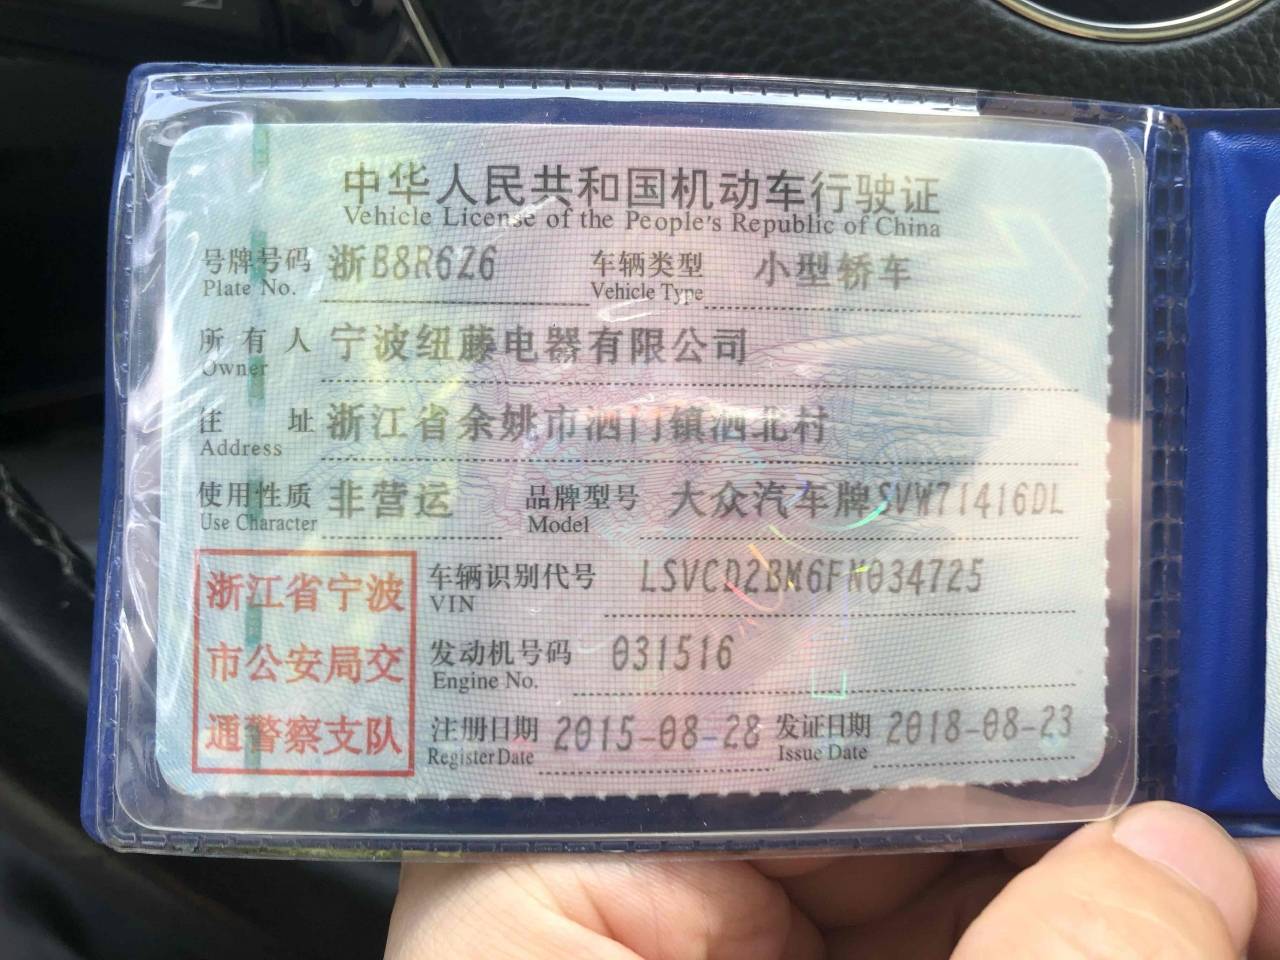 中华人民共和国机动车行驶证
Vehicle License of the People's Republic of China
号牌号码 浙B8R6Z6 车辆类型 小型轿车
Plate No. Vehicle Type
所有人 宁波纽藤电器有限公司
Owner
住址 浙江省余姚市泗门镇泗北村
Address
使用性质 非营运 品牌型号 大众汽车牌SVW71416DL
Use Character Model
浙江省宁波
市公安局交
通警察支队
车辆识别代号 LSVCD2BM6FN034725
VIN
发动机号码 031516
Engine No.
注册日期 2015-08-28 发证日期 2018-08-23
Register Date Issue Date